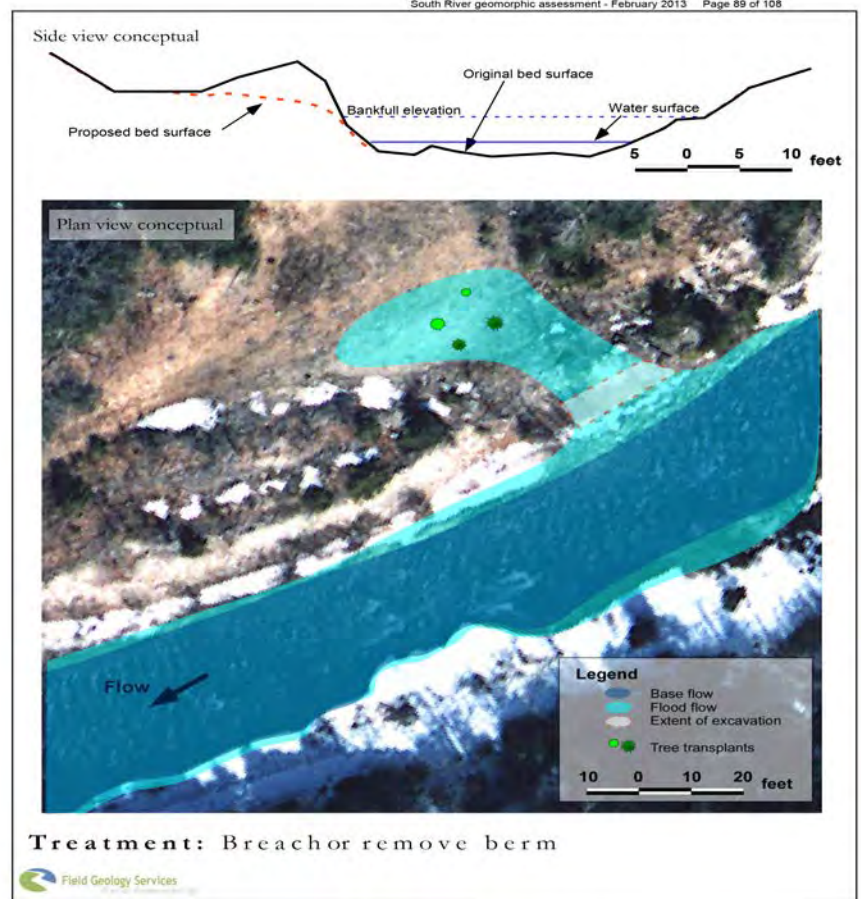 South River geomorphic assessment - February 2013 Page 89 of 108
Side view conceptual
Original bed surface
Bankfull elevation
Water surface
Proposed bed surface
5 0 5 10 feet
Plan view conceptual
Flow
Legend
Base flow
Flood flow
Extent of excavation
Tree transplants
10 0 10 20 feet
Treatment: Breachor remove berm
Field Geology Services